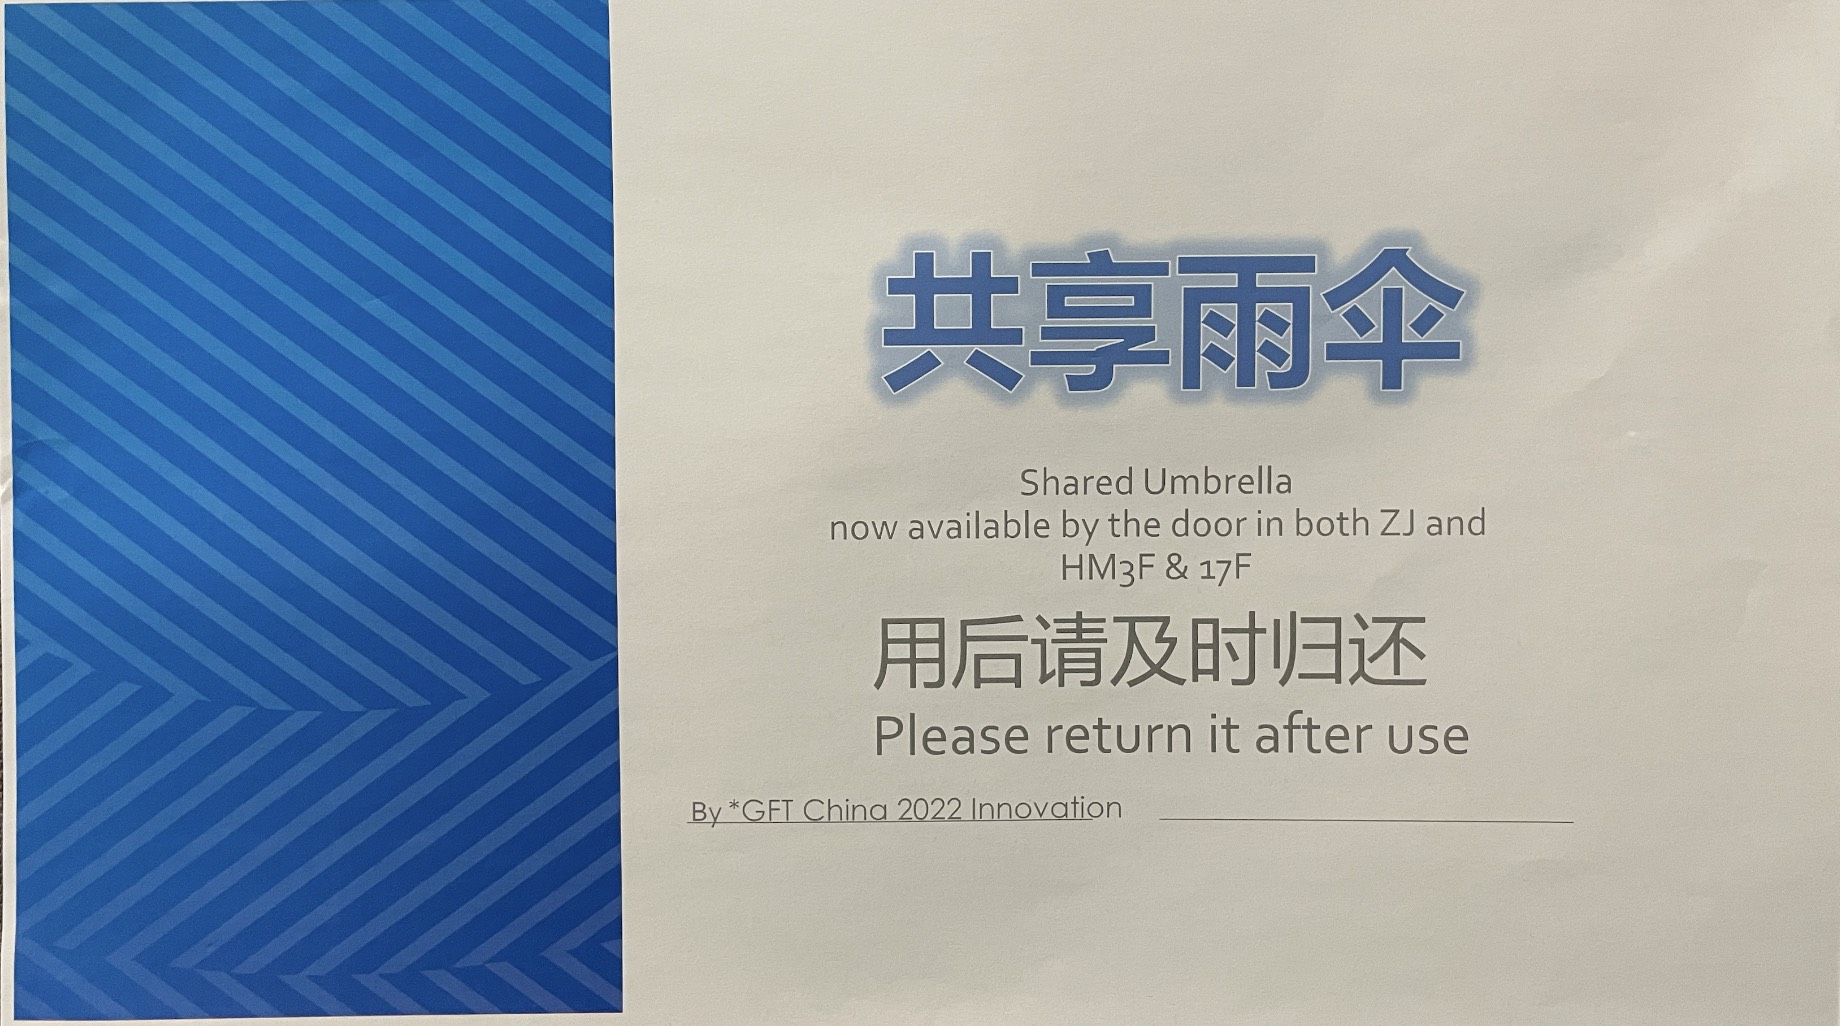 共享雨伞
Shared Umbrella
now available by the door in both ZJ and
HM3F & 17F
用后请及时归还
Please return it after use
By *GFT China 2022 Innovation